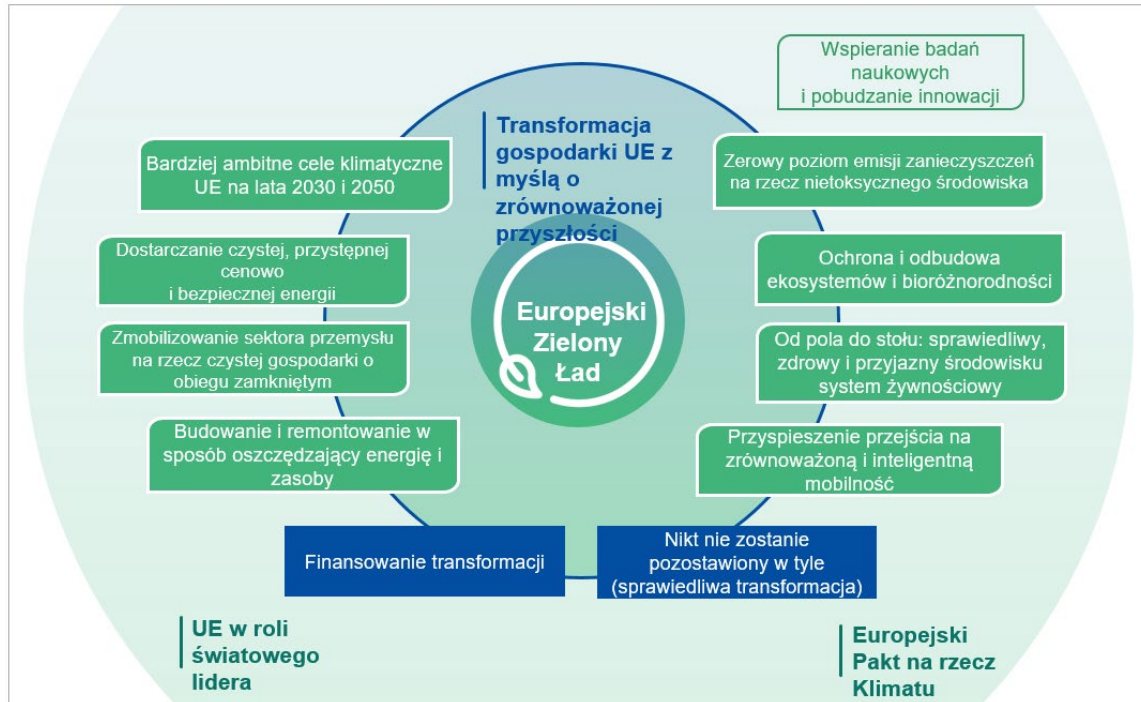 Wspieranie badań
naukowych
i pobudzanie innowacji
Transformacja
gospodarki UE z
myślą o
zrównoważonej
przyszłości
Bardziej ambitne cele klimatyczne
UE na lata 2030 i 2050
Zerowy poziom emisji zanieczyszczeń
na rzecz nietoksycznego środowiska
Dostarczanie czystej, przystępnej
cenowo
i bezpiecznej energii
Ochrona i odbudowa
ekosystemów i bioróżnorodności
Europejski
Zielony
Ład
Zmobilizowanie sektora przemysłu
na rzecz czystej gospodarki o
obiegu zamkniętym
Od pola do stołu: sprawiedliwy,
zdrowy i przyjazny środowisku
system żywnościowy
Budowanie i remontowanie w
sposób oszczędzający energię i
zasoby
Przyspieszenie przejścia na
zrównoważoną i inteligentną
mobilność
Finansowanie transformacji
Nikt nie zostanie
pozostawiony w tyle
(sprawiedliwa transformacja)
UE w roli
światowego
lidera
Europejski
Pakt na rzecz
Klimatu